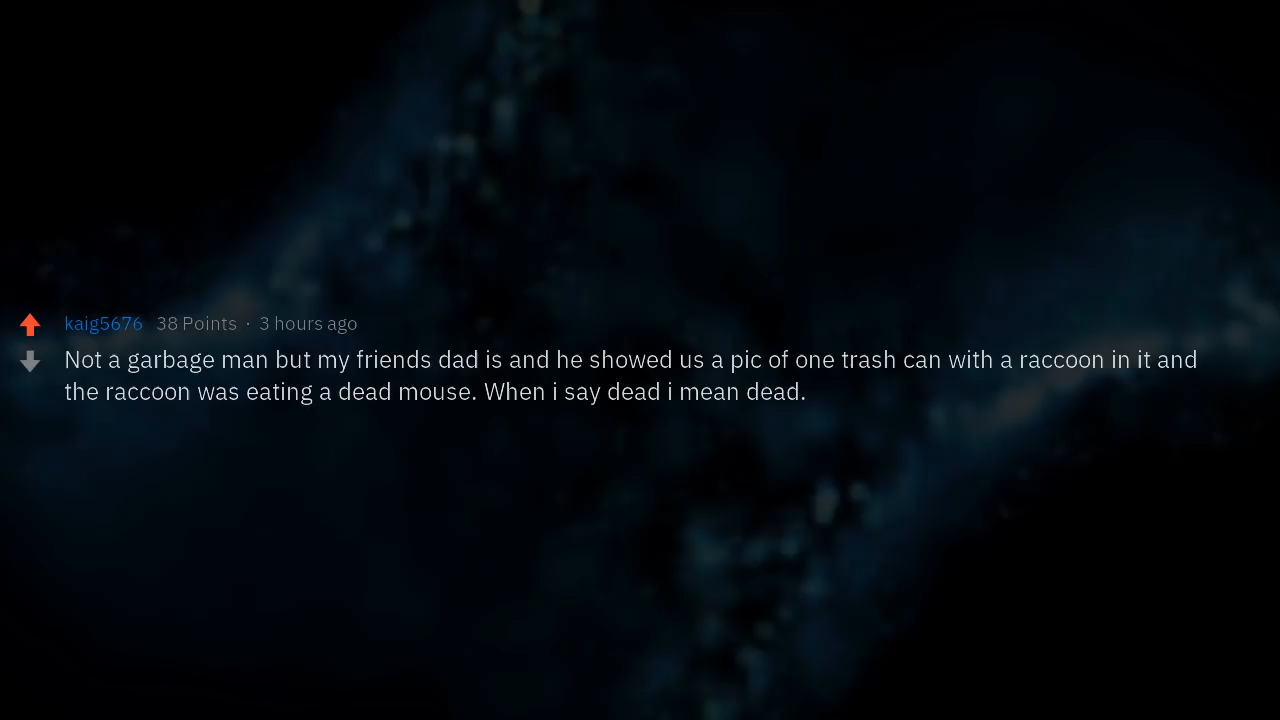 kaig5676 38 Points · 3 hours ago
Not a garbage man but my friends dad is and he showed us a pic of one trash can with a raccoon in it and
the raccoon was eating a dead mouse. When i say dead i mean dead.